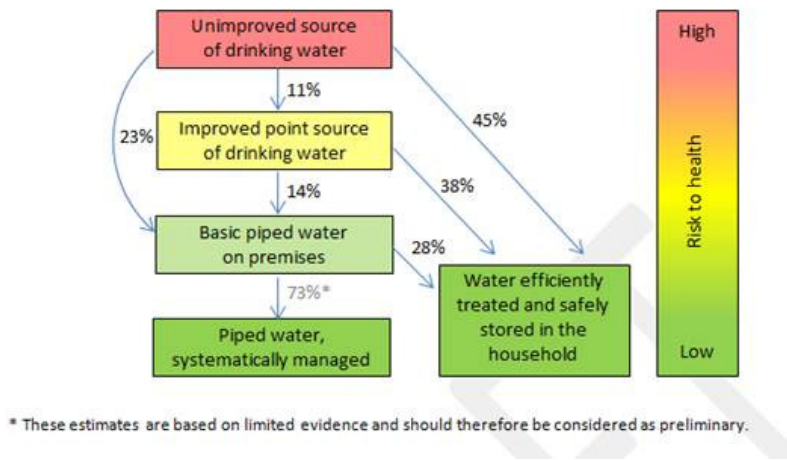 Unimproved source
of drinking water
High
11%
45%
23%
Improved point source
of drinking water
38%
14%
Risk to health
Basic piped water
on premises
28%
Water efficiently
treated and safely
stored in the
household
73%*
Piped water,
systematically managed
Low
* These estimates are based on limited evidence and should therefore be considered as preliminary.